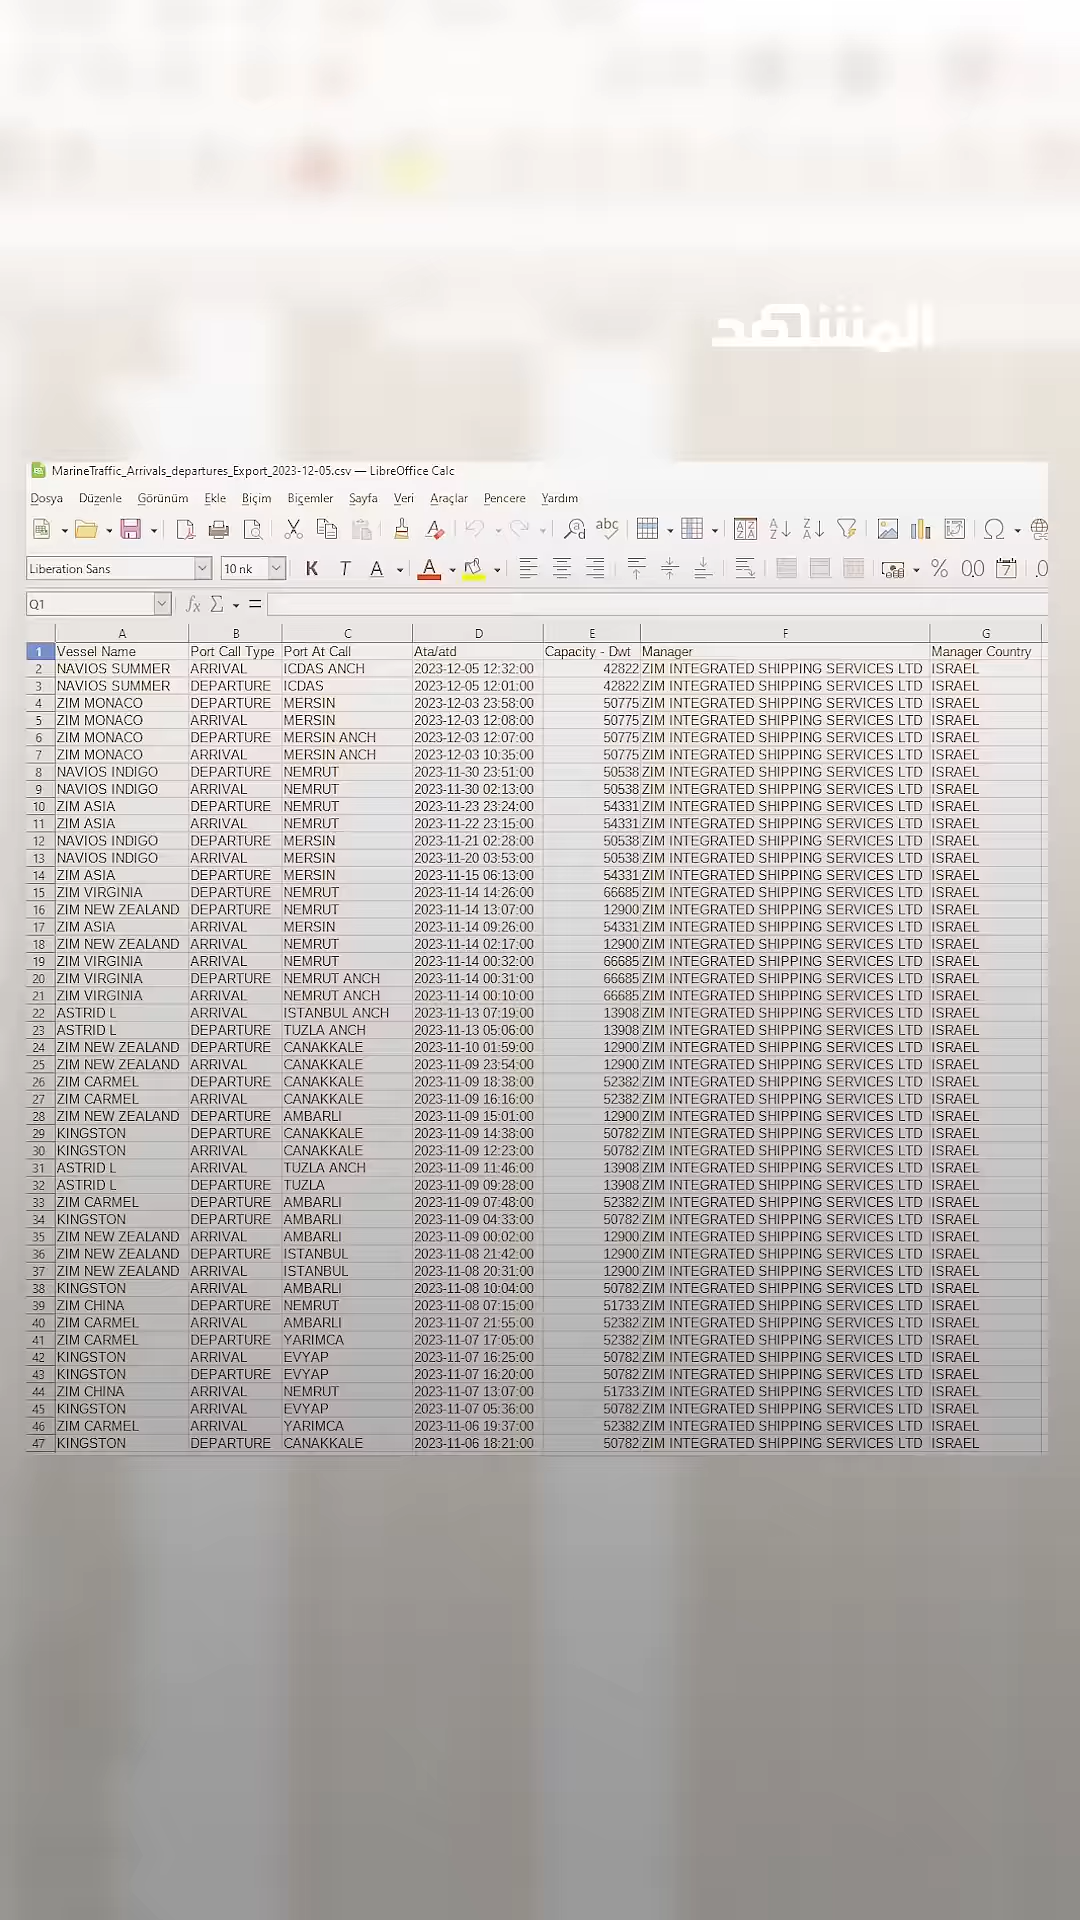 المشهد
MarineTraffic_Arrivals_departures_Export_2023-12-05.csv — LibreOffice Calc
Dosya Düzenle Görünüm Ekle Biçim Biçemler Sayfa Veri Araçlar Pencere Yardım
Liberation Sans 10 nk K T A A % 0,0 7 .0
Q1 fx Σ =
A B C D E F G
1 Vessel Name Port Call Type Port At Call Ata/atd Capacity - Dwt Manager Manager Country
2 NAVIOS SUMMER ARRIVAL ICDAS ANCH 2023-12-05 12:32:00 42822 ZIM INTEGRATED SHIPPING SERVICES LTD ISRAEL
3 NAVIOS SUMMER DEPARTURE ICDAS 2023-12-05 12:01:00 42822 ZIM INTEGRATED SHIPPING SERVICES LTD ISRAEL
4 ZIM MONACO DEPARTURE MERSIN 2023-12-03 23:58:00 50775 ZIM INTEGRATED SHIPPING SERVICES LTD ISRAEL
5 ZIM MONACO ARRIVAL MERSIN 2023-12-03 12:08:00 50775 ZIM INTEGRATED SHIPPING SERVICES LTD ISRAEL
6 ZIM MONACO DEPARTURE MERSIN ANCH 2023-12-03 12:07:00 50775 ZIM INTEGRATED SHIPPING SERVICES LTD ISRAEL
7 ZIM MONACO ARRIVAL MERSIN ANCH 2023-12-03 10:35:00 50775 ZIM INTEGRATED SHIPPING SERVICES LTD ISRAEL
8 NAVIOS INDIGO DEPARTURE NEMRUT 2023-11-30 23:51:00 50538 ZIM INTEGRATED SHIPPING SERVICES LTD ISRAEL
9 NAVIOS INDIGO ARRIVAL NEMRUT 2023-11-30 02:13:00 50538 ZIM INTEGRATED SHIPPING SERVICES LTD ISRAEL
10 ZIM ASIA DEPARTURE NEMRUT 2023-11-23 23:24:00 54331 ZIM INTEGRATED SHIPPING SERVICES LTD ISRAEL
11 ZIM ASIA ARRIVAL NEMRUT 2023-11-22 23:15:00 54331 ZIM INTEGRATED SHIPPING SERVICES LTD ISRAEL
12 NAVIOS INDIGO DEPARTURE MERSIN 2023-11-21 02:28:00 50538 ZIM INTEGRATED SHIPPING SERVICES LTD ISRAEL
13 NAVIOS INDIGO ARRIVAL MERSIN 2023-11-20 03:53:00 50538 ZIM INTEGRATED SHIPPING SERVICES LTD ISRAEL
14 ZIM ASIA DEPARTURE MERSIN 2023-11-15 06:13:00 54331 ZIM INTEGRATED SHIPPING SERVICES LTD ISRAEL
15 ZIM VIRGINIA DEPARTURE NEMRUT 2023-11-14 14:26:00 66685 ZIM INTEGRATED SHIPPING SERVICES LTD ISRAEL
16 ZIM NEW ZEALAND DEPARTURE NEMRUT 2023-11-14 13:07:00 12900 ZIM INTEGRATED SHIPPING SERVICES LTD ISRAEL
17 ZIM ASIA ARRIVAL MERSIN 2023-11-14 09:26:00 54331 ZIM INTEGRATED SHIPPING SERVICES LTD ISRAEL
18 ZIM NEW ZEALAND ARRIVAL NEMRUT 2023-11-14 02:17:00 12900 ZIM INTEGRATED SHIPPING SERVICES LTD ISRAEL
19 ZIM VIRGINIA ARRIVAL NEMRUT 2023-11-14 00:32:00 66685 ZIM INTEGRATED SHIPPING SERVICES LTD ISRAEL
20 ZIM VIRGINIA DEPARTURE NEMRUT ANCH 2023-11-14 00:31:00 66685 ZIM INTEGRATED SHIPPING SERVICES LTD ISRAEL
21 ZIM VIRGINIA ARRIVAL NEMRUT ANCH 2023-11-14 00:10:00 66685 ZIM INTEGRATED SHIPPING SERVICES LTD ISRAEL
22 ASTRID L ARRIVAL ISTANBUL ANCH 2023-11-13 07:19:00 13908 ZIM INTEGRATED SHIPPING SERVICES LTD ISRAEL
23 ASTRID L DEPARTURE TUZLA ANCH 2023-11-13 05:06:00 13908 ZIM INTEGRATED SHIPPING SERVICES LTD ISRAEL
24 ZIM NEW ZEALAND DEPARTURE CANAKKALE 2023-11-10 01:59:00 12900 ZIM INTEGRATED SHIPPING SERVICES LTD ISRAEL
25 ZIM NEW ZEALAND ARRIVAL CANAKKALE 2023-11-09 23:54:00 12900 ZIM INTEGRATED SHIPPING SERVICES LTD ISRAEL
26 ZIM CARMEL DEPARTURE CANAKKALE 2023-11-09 18:38:00 52382 ZIM INTEGRATED SHIPPING SERVICES LTD ISRAEL
27 ZIM CARMEL ARRIVAL CANAKKALE 2023-11-09 16:16:00 52382 ZIM INTEGRATED SHIPPING SERVICES LTD ISRAEL
28 ZIM NEW ZEALAND DEPARTURE AMBARLI 2023-11-09 15:01:00 12900 ZIM INTEGRATED SHIPPING SERVICES LTD ISRAEL
29 KINGSTON DEPARTURE CANAKKALE 2023-11-09 14:38:00 50782 ZIM INTEGRATED SHIPPING SERVICES LTD ISRAEL
30 KINGSTON ARRIVAL CANAKKALE 2023-11-09 12:23:00 50782 ZIM INTEGRATED SHIPPING SERVICES LTD ISRAEL
31 ASTRID L ARRIVAL TUZLA ANCH 2023-11-09 11:46:00 13908 ZIM INTEGRATED SHIPPING SERVICES LTD ISRAEL
32 ASTRID L DEPARTURE TUZLA 2023-11-09 09:28:00 13908 ZIM INTEGRATED SHIPPING SERVICES LTD ISRAEL
33 ZIM CARMEL DEPARTURE AMBARLI 2023-11-09 07:48:00 52382 ZIM INTEGRATED SHIPPING SERVICES LTD ISRAEL
34 KINGSTON DEPARTURE AMBARLI 2023-11-09 04:33:00 50782 ZIM INTEGRATED SHIPPING SERVICES LTD ISRAEL
35 ZIM NEW ZEALAND ARRIVAL AMBARLI 2023-11-09 00:02:00 12900 ZIM INTEGRATED SHIPPING SERVICES LTD ISRAEL
36 ZIM NEW ZEALAND DEPARTURE ISTANBUL 2023-11-08 21:42:00 12900 ZIM INTEGRATED SHIPPING SERVICES LTD ISRAEL
37 ZIM NEW ZEALAND ARRIVAL ISTANBUL 2023-11-08 20:31:00 12900 ZIM INTEGRATED SHIPPING SERVICES LTD ISRAEL
38 KINGSTON ARRIVAL AMBARLI 2023-11-08 10:04:00 50782 ZIM INTEGRATED SHIPPING SERVICES LTD ISRAEL
39 ZIM CHINA DEPARTURE NEMRUT 2023-11-08 07:15:00 51733 ZIM INTEGRATED SHIPPING SERVICES LTD ISRAEL
40 ZIM CARMEL ARRIVAL AMBARLI 2023-11-07 21:55:00 52382 ZIM INTEGRATED SHIPPING SERVICES LTD ISRAEL
41 ZIM CARMEL DEPARTURE YARIMCA 2023-11-07 17:05:00 52382 ZIM INTEGRATED SHIPPING SERVICES LTD ISRAEL
42 KINGSTON ARRIVAL EVYAP 2023-11-07 16:25:00 50782 ZIM INTEGRATED SHIPPING SERVICES LTD ISRAEL
43 KINGSTON DEPARTURE EVYAP 2023-11-07 16:20:00 50782 ZIM INTEGRATED SHIPPING SERVICES LTD ISRAEL
44 ZIM CHINA ARRIVAL NEMRUT 2023-11-07 13:07:00 51733 ZIM INTEGRATED SHIPPING SERVICES LTD ISRAEL
45 KINGSTON ARRIVAL EVYAP 2023-11-07 05:36:00 50782 ZIM INTEGRATED SHIPPING SERVICES LTD ISRAEL
46 ZIM CARMEL ARRIVAL YARIMCA 2023-11-06 19:37:00 52382 ZIM INTEGRATED SHIPPING SERVICES LTD ISRAEL
47 KINGSTON DEPARTURE CANAKKALE 2023-11-06 18:21:00 50782 ZIM INTEGRATED SHIPPING SERVICES LTD ISRAEL